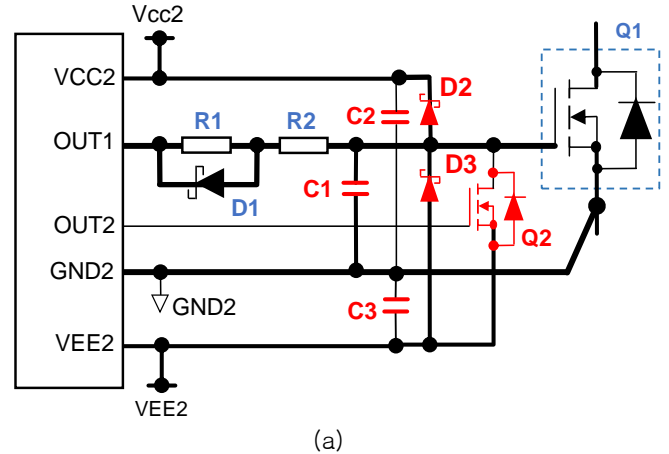 Vcc2
Q1
VCC2
D2
R1
R2
C2
OUT1
D3
C1
D1
OUT2
Q2
GND2
GND2
C3
VEE2
VEE2
(a)